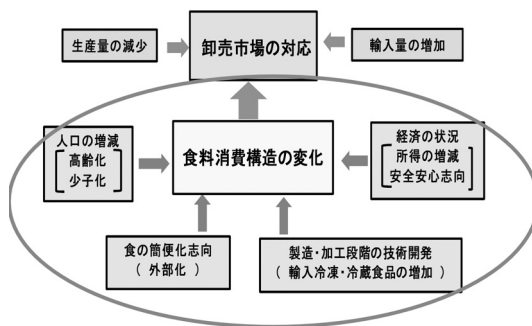 卸売市場の対応
生産量の減少
輸入量の増加
人口の増減
高齢化
少子化
食料消費構造の変化
経済の状況
所得の増減
安全安心志向
食の簡便化志向
( 外部化 )
製造・加工段階の技術開発
( 輸入冷凍・冷蔵食品の増加 )